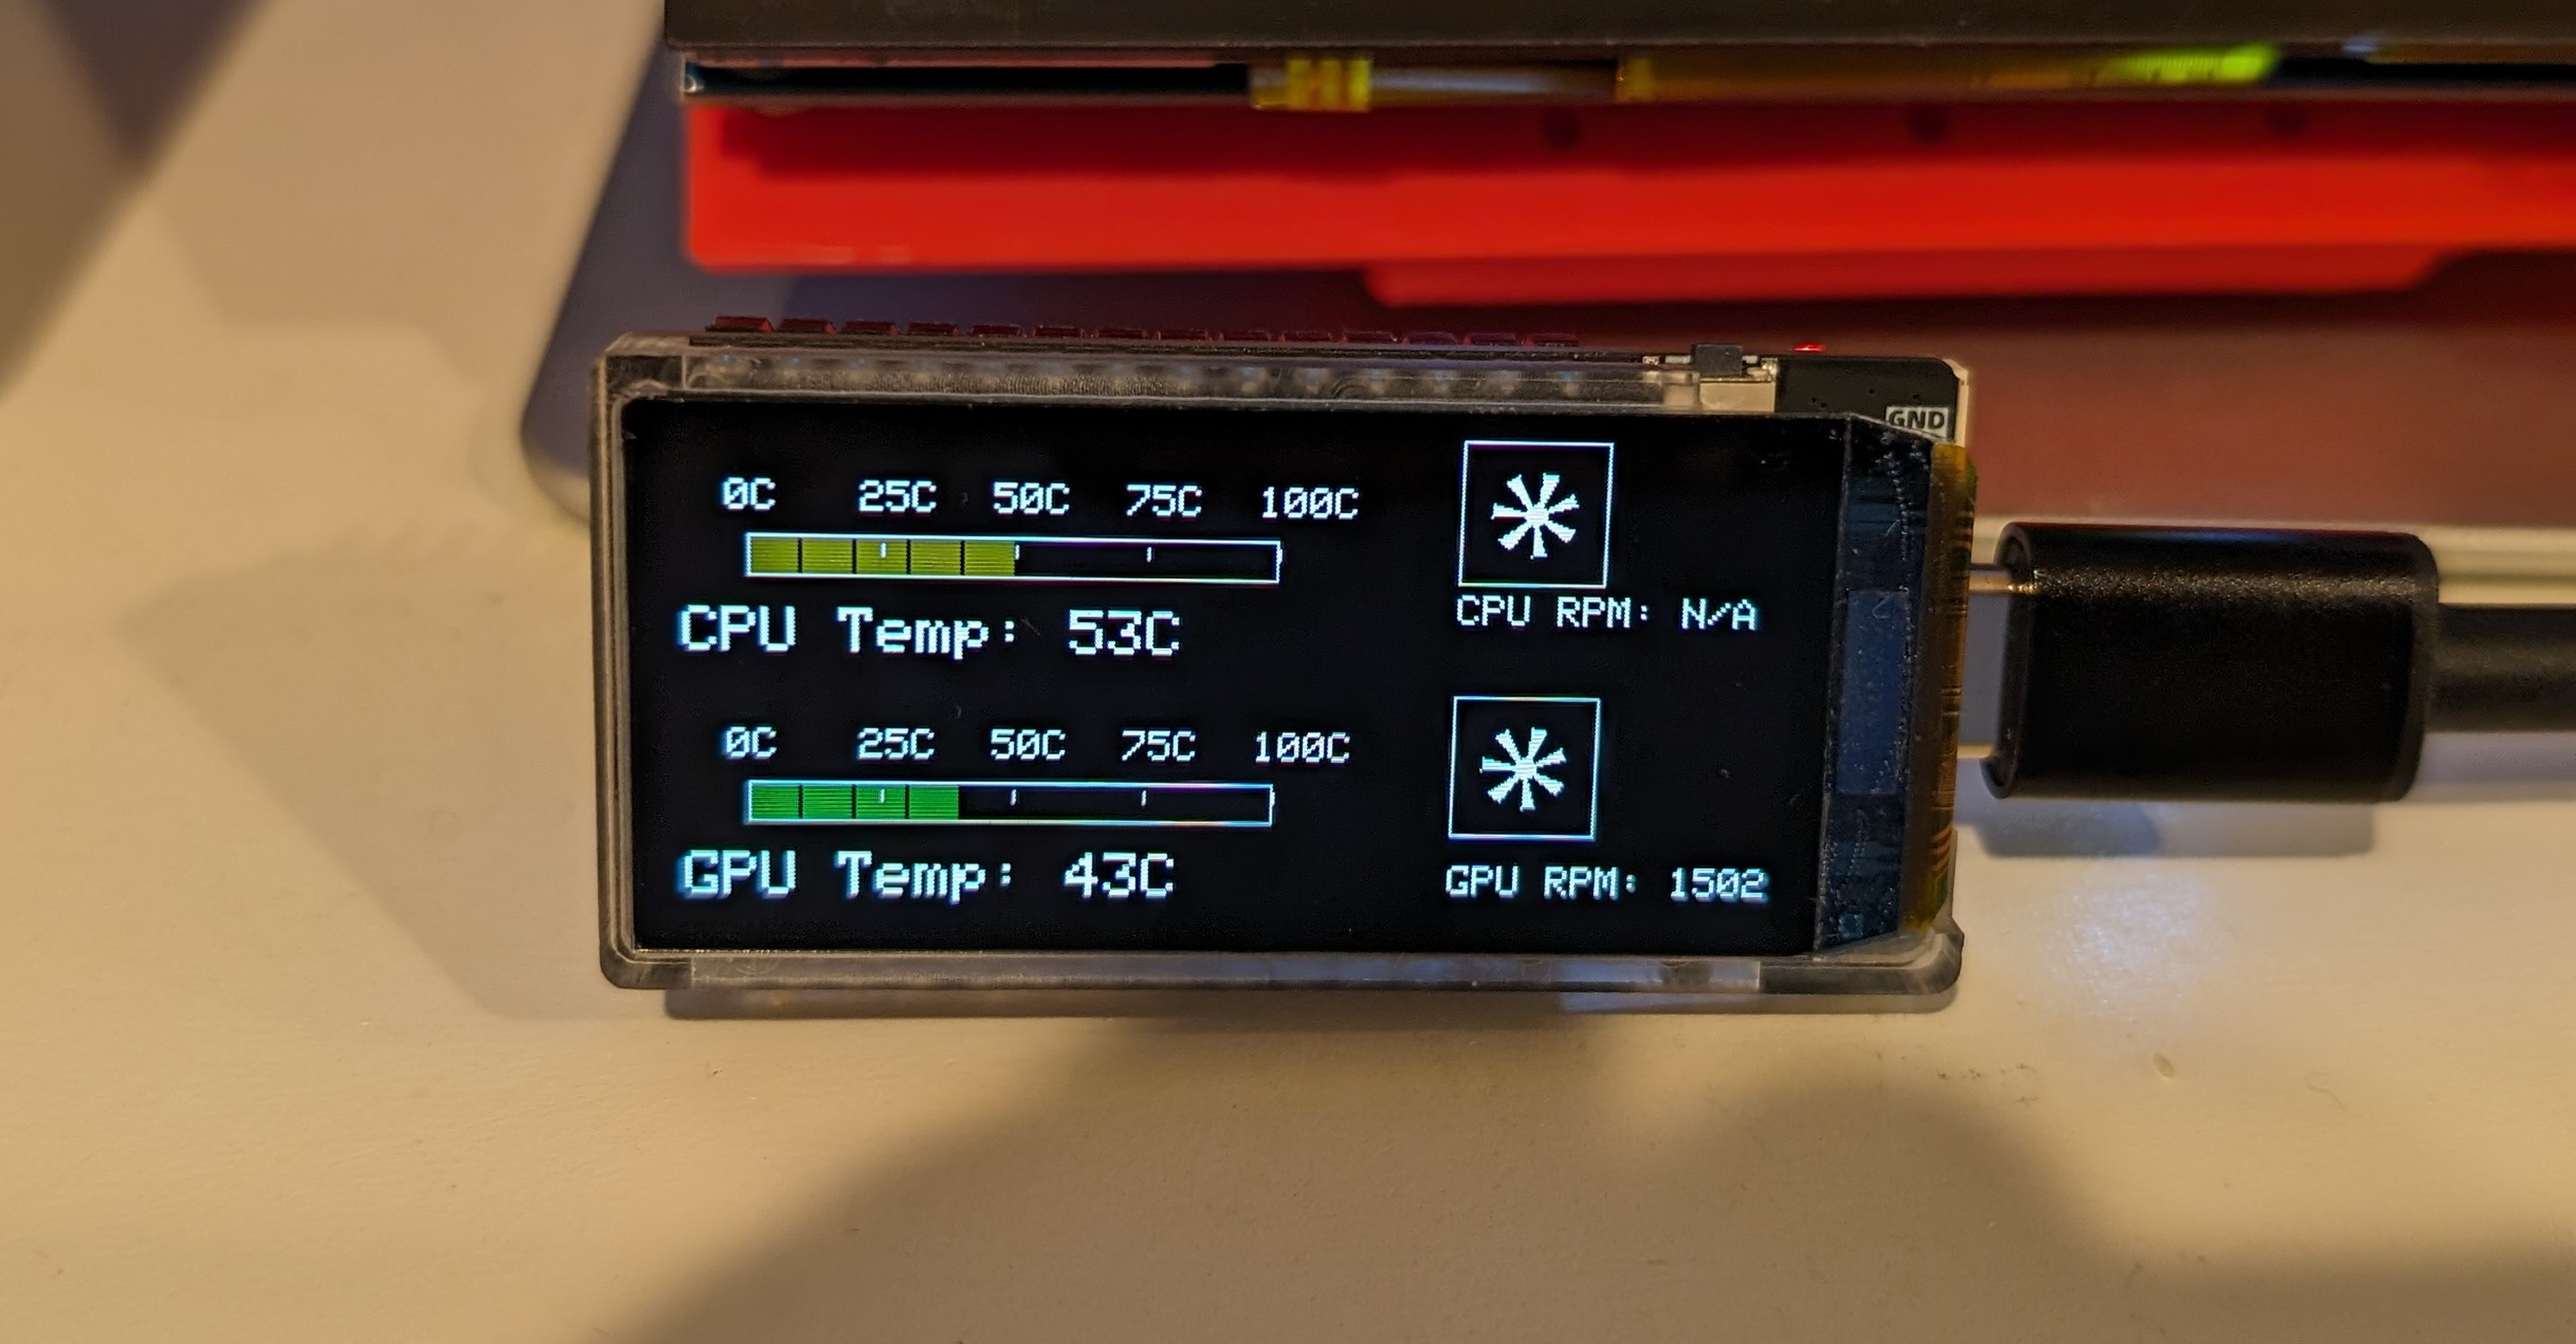 GND
0C 25C 50C 75C 100C
CPU Temp: 53C
CPU RPM: N/A
0C 25C 50C 75C 100C
GPU Temp: 43C
GPU RPM: 1502